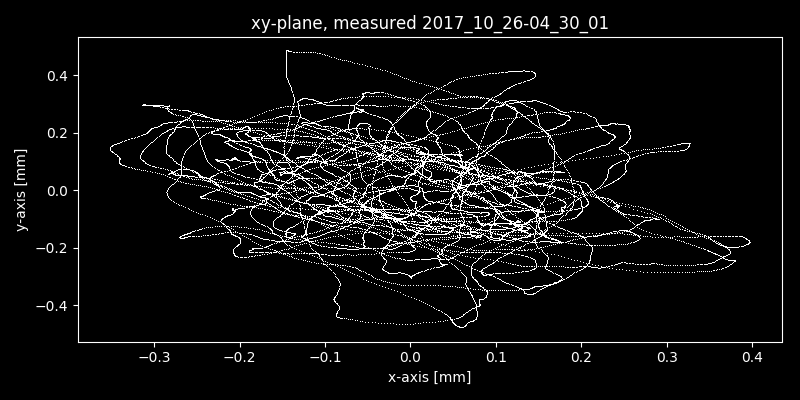 xy-plane, measured 2017_10_26-04_30_01
y-axis [mm]
0.4
0.2
0.0
−0.2
−0.4
−0.3 −0.2 −0.1 0.0 0.1 0.2 0.3 0.4
x-axis [mm]